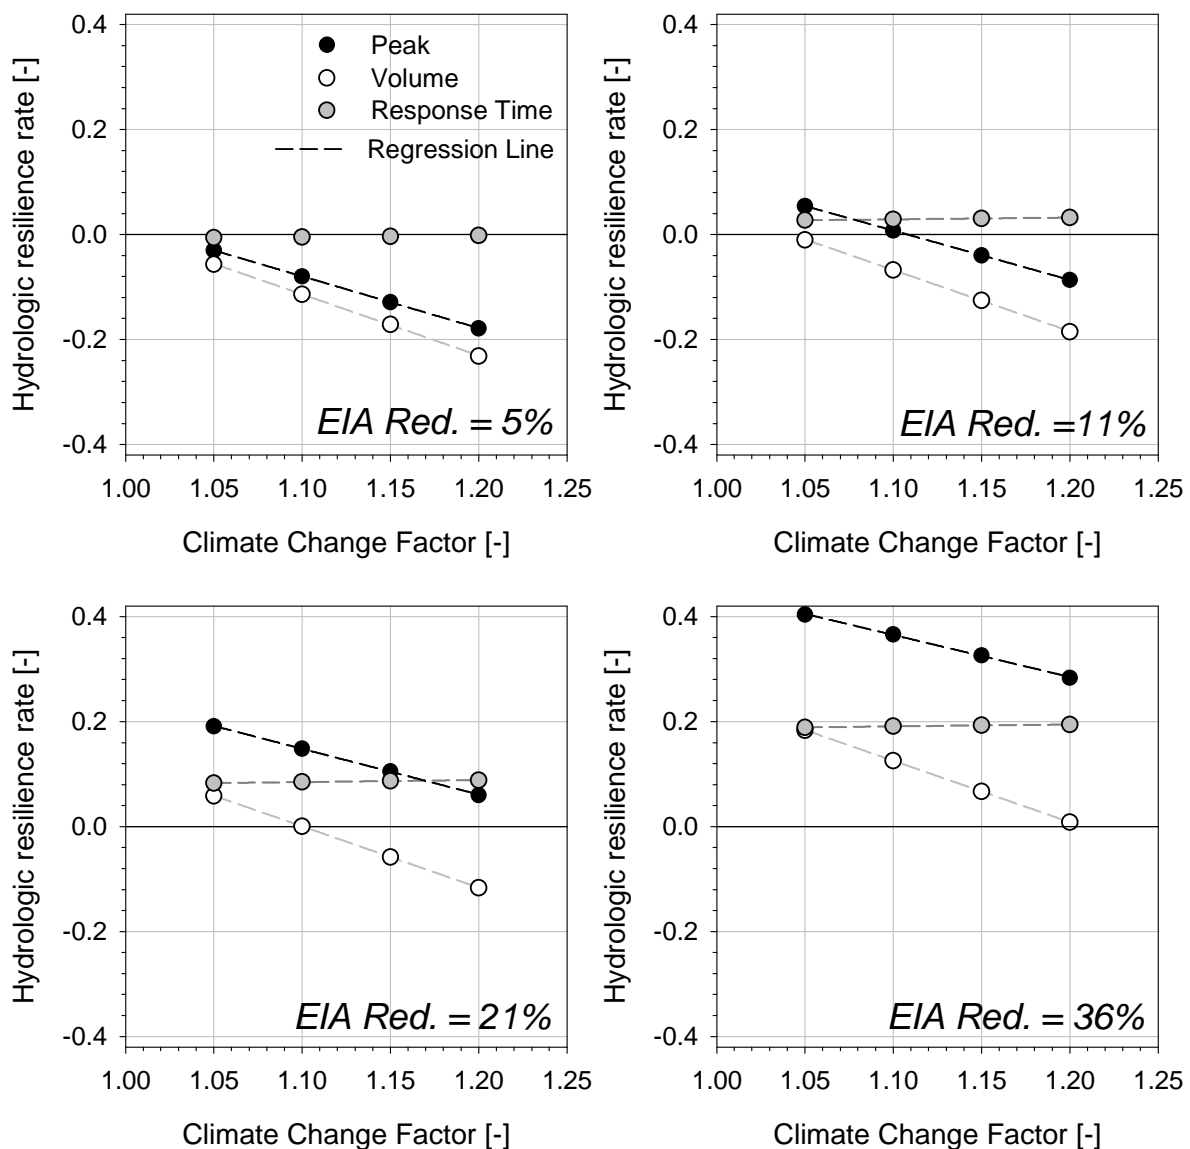 Hydrologic resilience rate [-]
0.4
0.2
0.0
-0.2
-0.4
Peak
Volume
Response Time
Regression Line
EIA Red. = 5%
1.00 1.05 1.10 1.15 1.20 1.25
Climate Change Factor [-]
Hydrologic resilience rate [-]
0.4
0.2
0.0
-0.2
-0.4
EIA Red. =11%
1.00 1.05 1.10 1.15 1.20 1.25
Climate Change Factor [-]
Hydrologic resilience rate [-]
0.4
0.2
0.0
-0.2
-0.4
EIA Red. = 21%
1.00 1.05 1.10 1.15 1.20 1.25
Climate Change Factor [-]
Hydrologic resilience rate [-]
0.4
0.2
0.0
-0.2
-0.4
EIA Red. = 36%
1.00 1.05 1.10 1.15 1.20 1.25
Climate Change Factor [-]